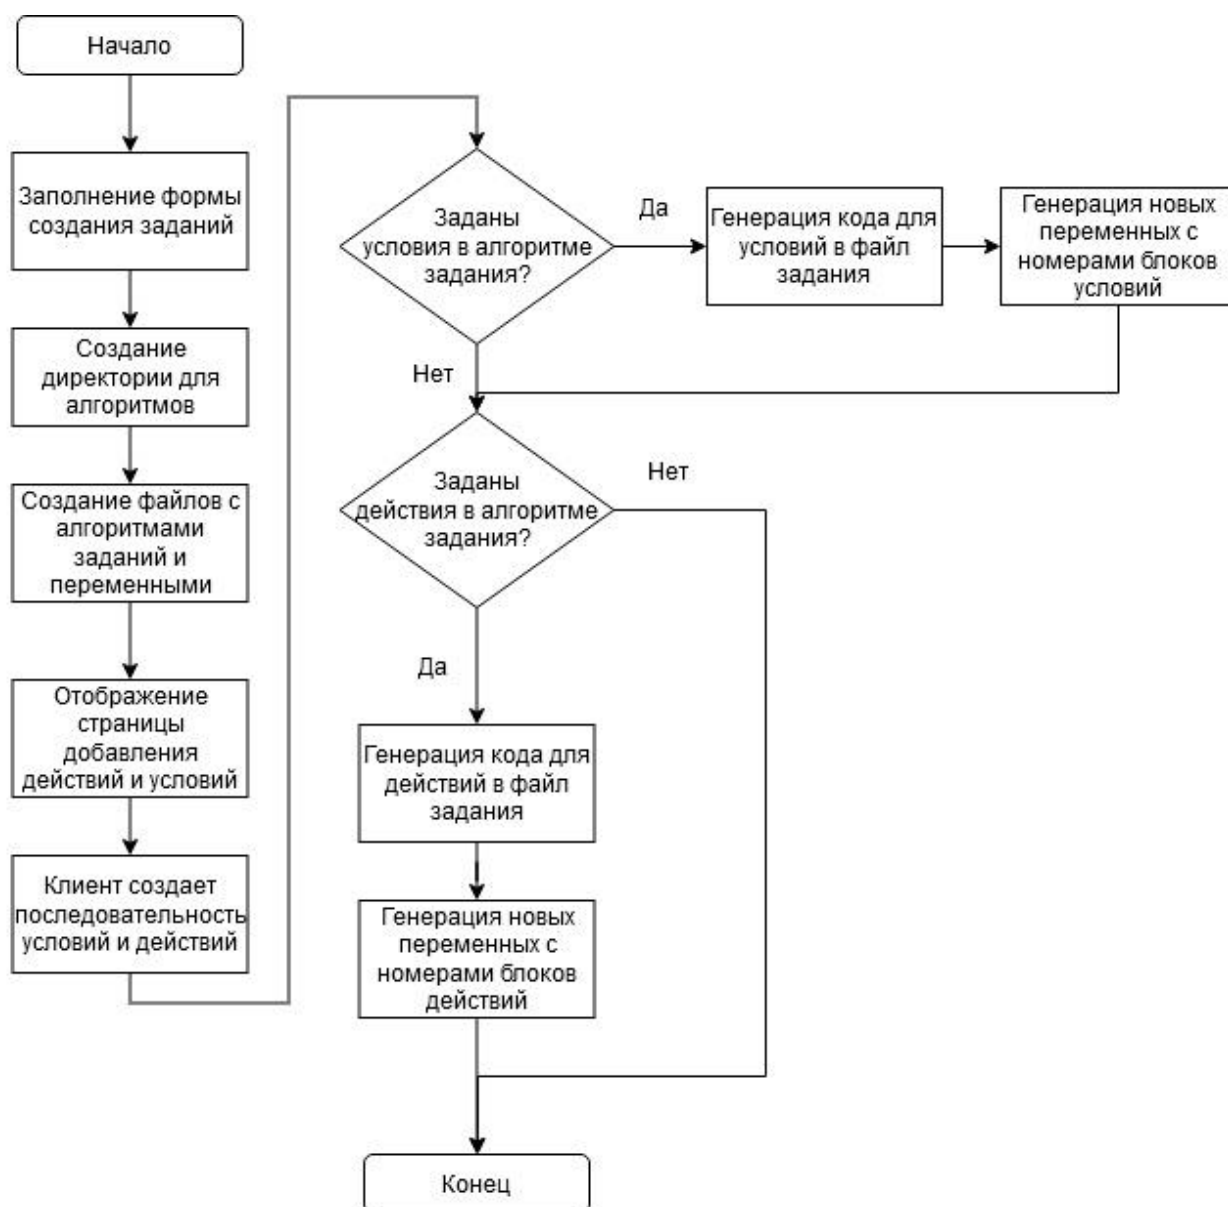 Начало
Заполнение формы
создания заданий
Создание
директории для
алгоритмов
Создание файлов с
алгоритмами
заданий и
переменными
Отображение
страницы
добавления
действий и условий
Клиент создает
последовательность
условий и действий
Заданы
условия в алгоритме
задания?
Да
Генерация кода для
условий в файл
задания
Генерация новых
переменных с
номерами блоков
условий
Нет
Заданы
действия в алгоритме
задания?
Нет
Да
Генерация кода для
действий в файл
задания
Генерация новых
переменных с
номерами блоков
действий
Конец